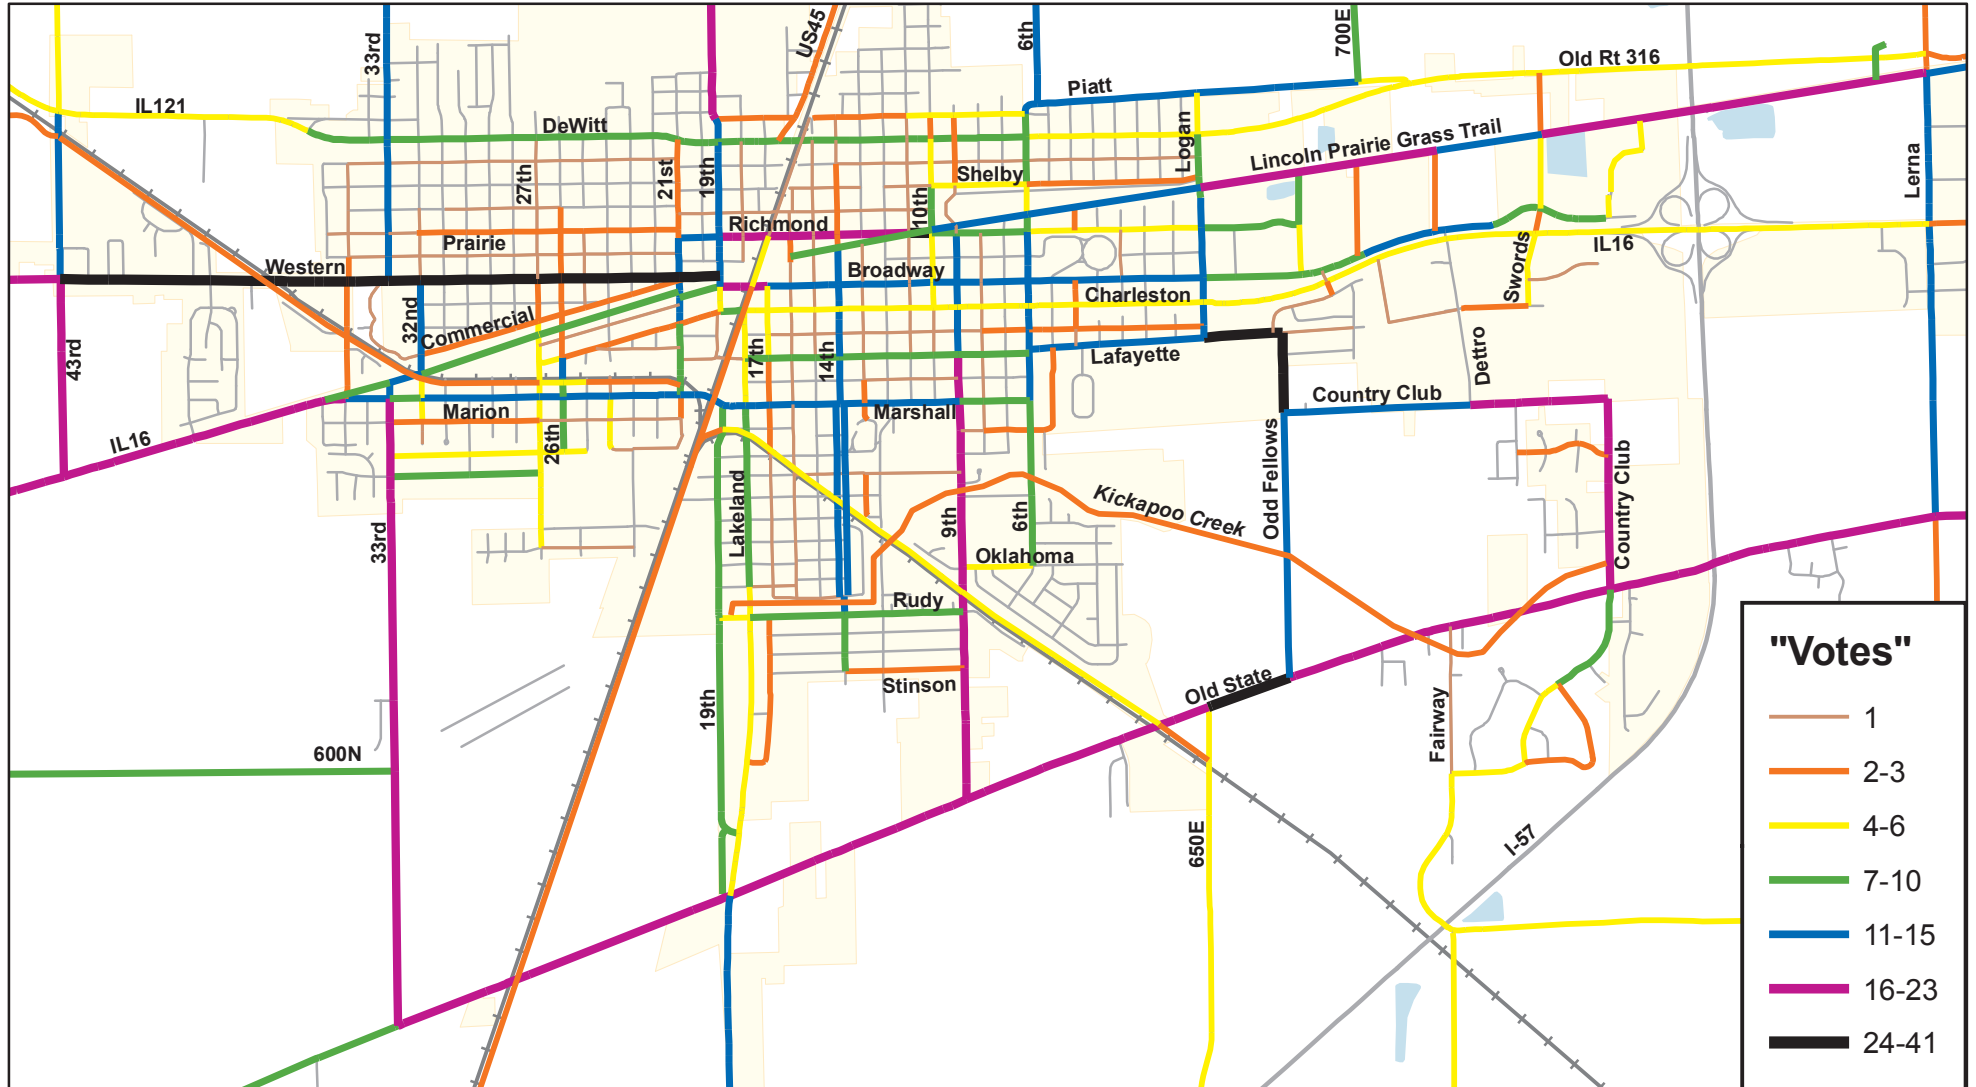 US45
6th
700E
33rd
Old Rt 316
Piatt
IL121
DeWitt
Logan
Lincoln Prairie Grass Trail
27th
21st
19th
Shelby
Lerna
10th
Richmond
Prairie
Swords
IL16
Western
Broadway
Charleston
32nd
Commercial
43rd
17th
14th
Lafayette
Dettro
Country Club
Marion
Marshall
IL16
26th
Odd Fellows
Country Club
Lakeland
9th
6th
Kickapoo Creek
33rd
Oklahoma
Rudy
Stinson
Old State
19th
Fairway
600N
650E
I-57
"Votes"
1
2-3
4-6
7-10
11-15
16-23
24-41